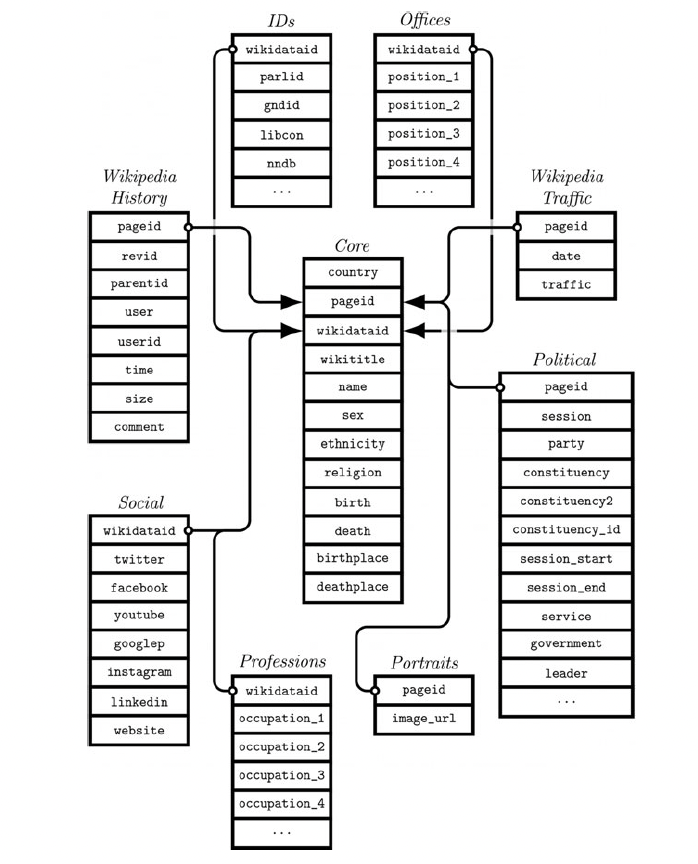 IDs
wikidataid
parlid
gndid
libcon
nndb
...
Offices
wikidataid
position_1
position_2
position_3
position_4
...
Wikipedia
History
pageid
revid
parentid
user
userid
time
size
comment
Core
country
pageid
wikidataid
wikititle
name
sex
ethnicity
religion
birth
death
birthplace
deathplace
Wikipedia
Traffic
pageid
date
traffic
Political
pageid
session
party
constituency
constituency2
constituency_id
session_start
session_end
service
government
leader
...
Social
wikidataid
twitter
facebook
youtube
googlep
instagram
linkedin
website
Professions
wikidataid
occupation_1
occupation_2
occupation_3
occupation_4
...
Portraits
pageid
image_url